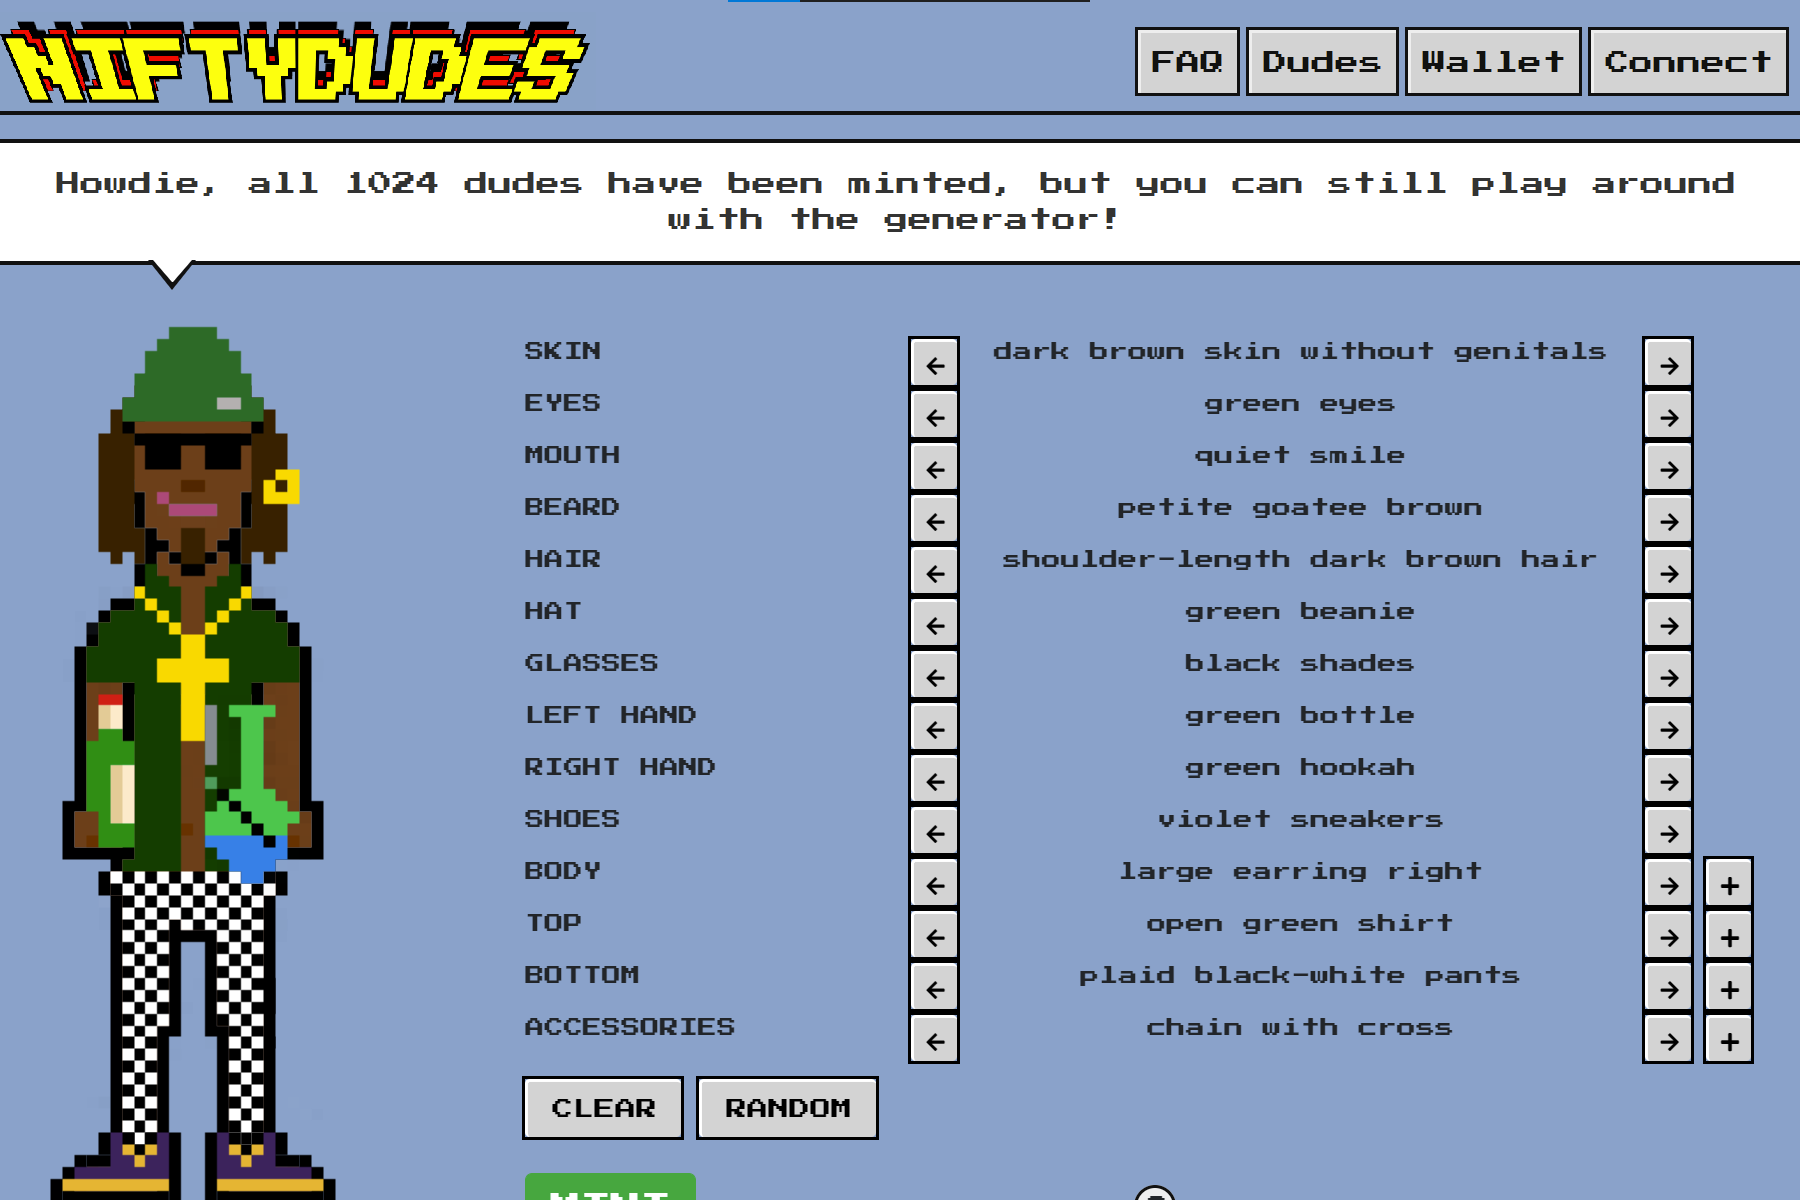 NIFTYDUDES
FAQ Dudes Wallet Connect
Howdie, all 1024 dudes have been minted, but you can still play around
with the generator!
SKIN ← dark brown skin without genitals →
EYES ← green eyes →
MOUTH ← quiet smile →
BEARD ← petite goatee brown →
HAIR ← shoulder-length dark brown hair →
HAT ← green beanie →
GLASSES ← black shades →
LEFT HAND ← green bottle →
RIGHT HAND ← green hookah →
SHOES ← violet sneakers →
BODY ← large earring right → +
TOP ← open green shirt → +
BOTTOM ← plaid black-white pants → +
ACCESSORIES ← chain with cross → +
CLEAR RANDOM
MINT